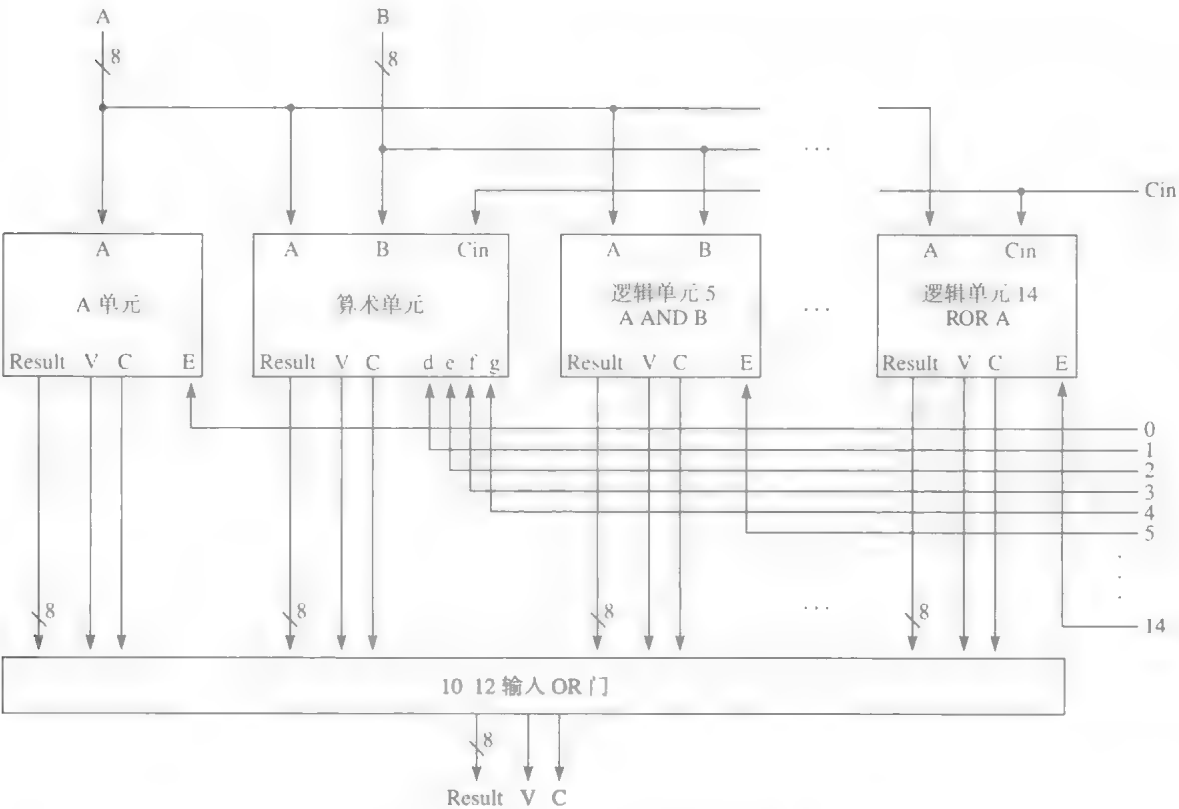 A
B
8
8
...
Cin
A
A
B
Cin
A
B
A
Cin
A 单元
算术单元
逻辑单元 5
A AND B
...
逻辑单元 14
ROR A
Result V C E
Result V C d e f g
Result V C E
Result V C E
0
1
2
3
4
5
...
14
8
8
8
...
8
10 12 输入 OR 门
8
Result V C